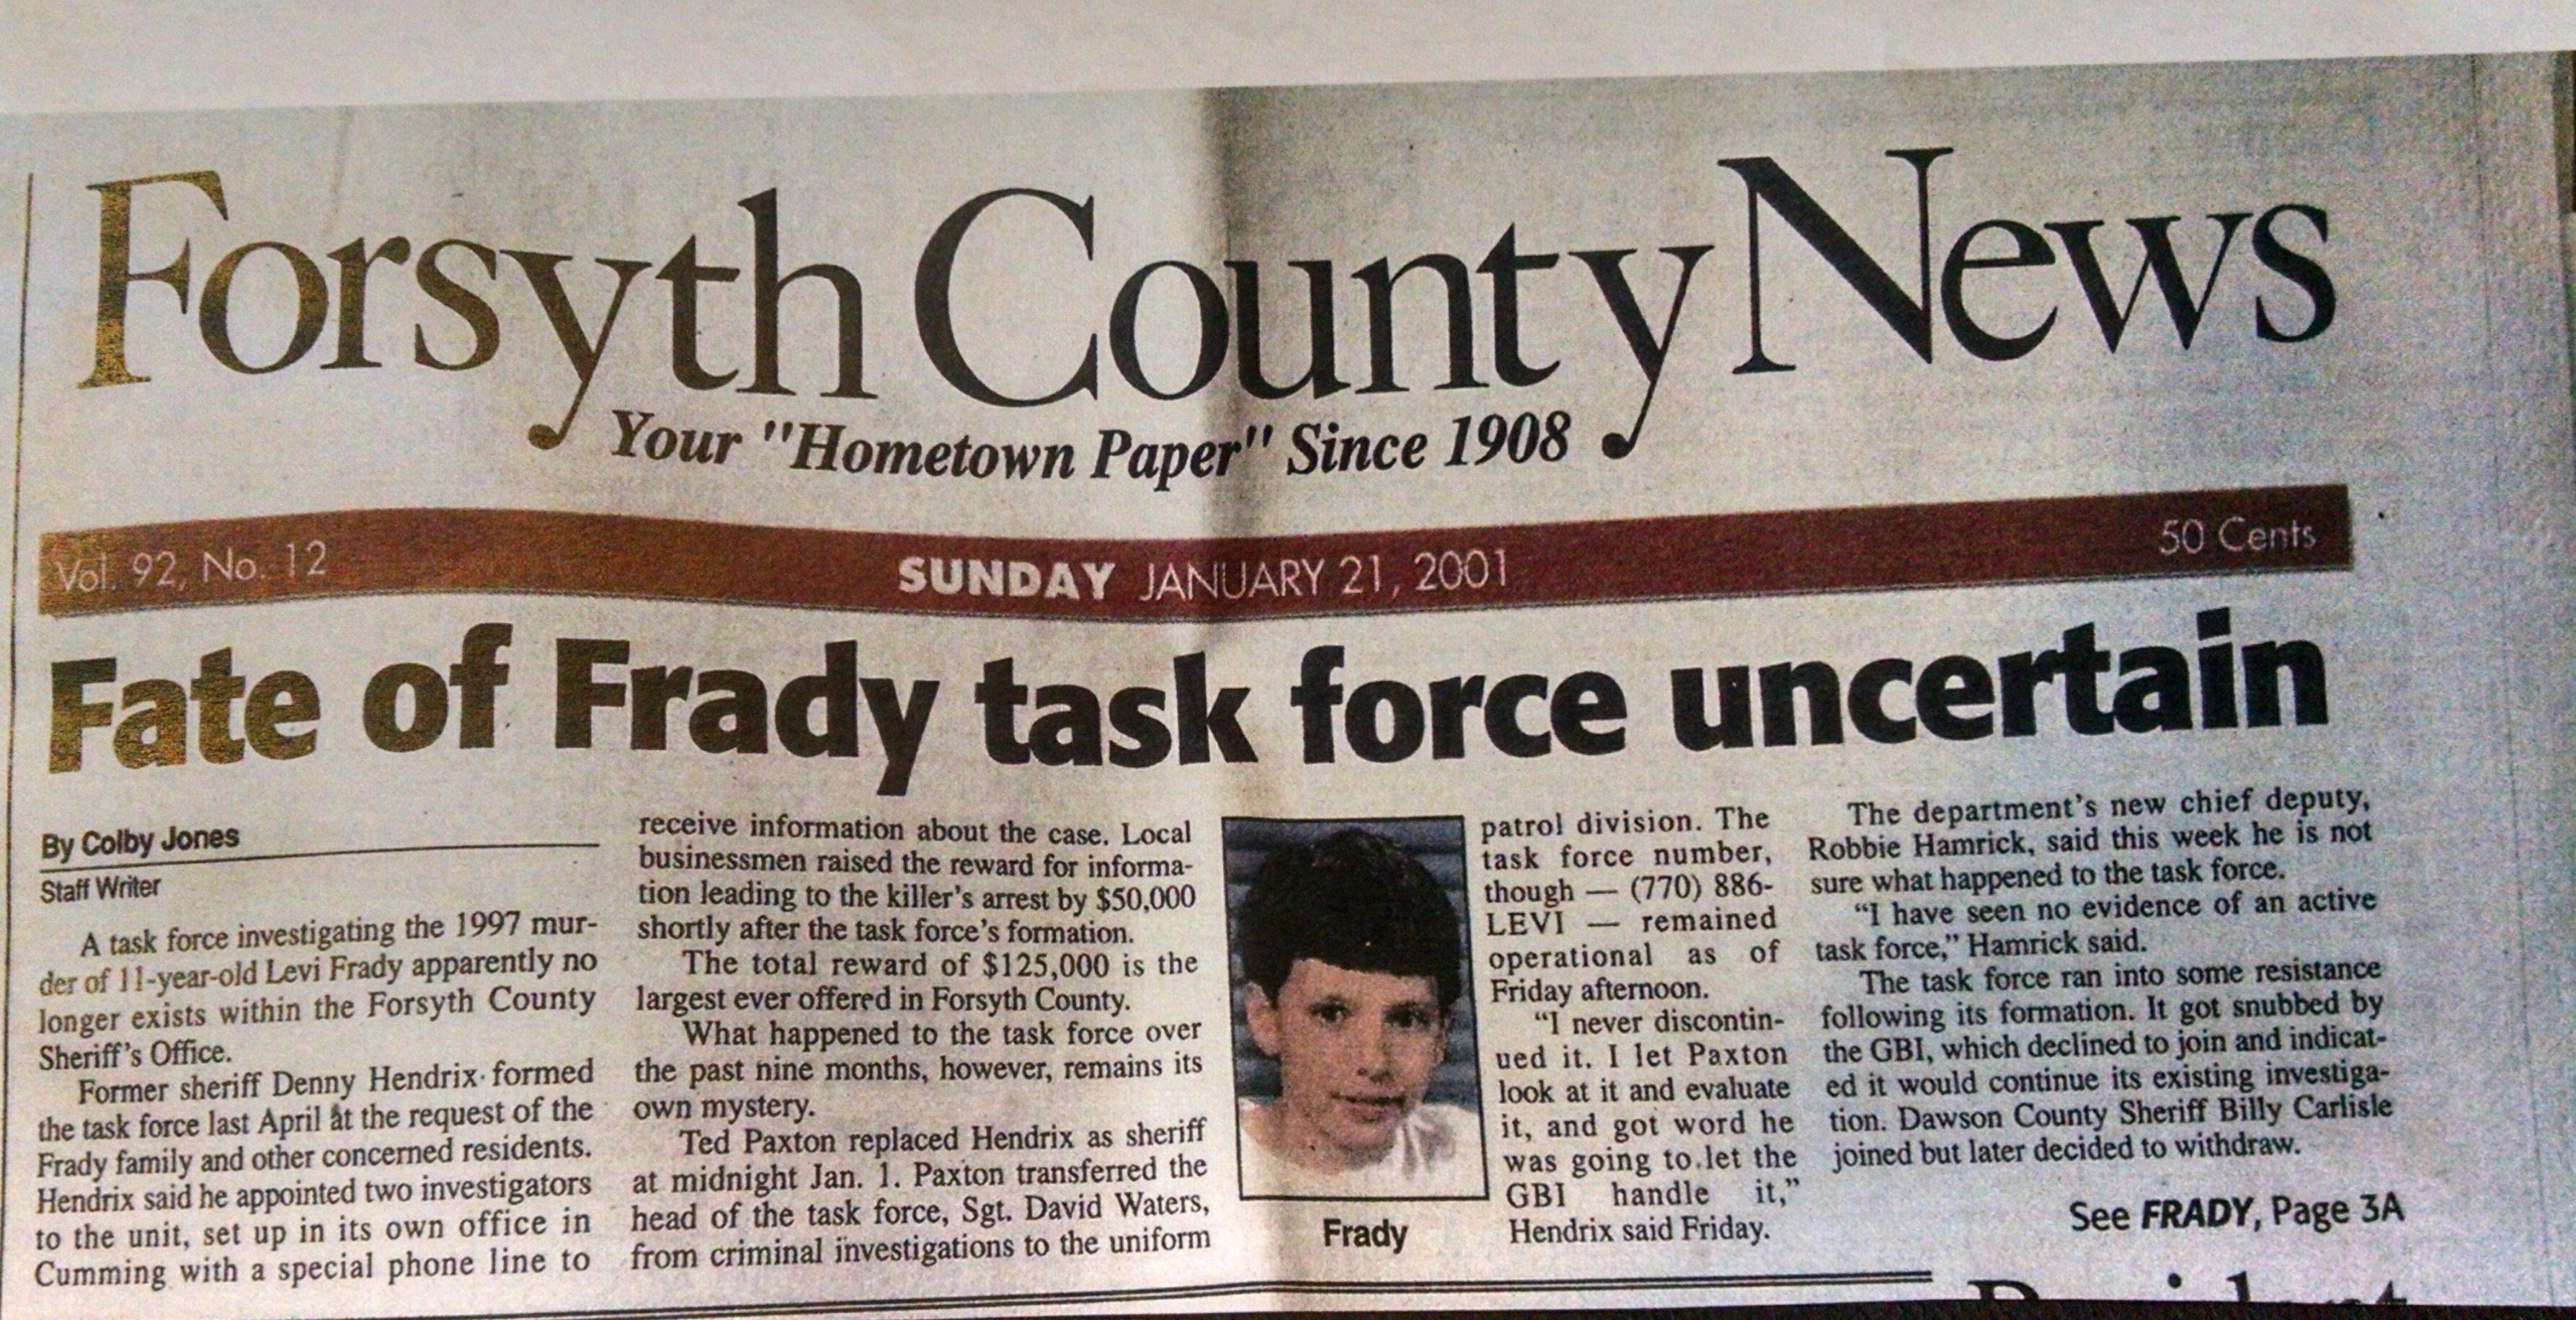 Forsyth County News
Your "Hometown Paper" Since 1908
Vol. 92, No. 12
SUNDAY JANUARY 21, 2001
50 Cents
Fate of Frady task force uncertain
By Colby Jones
Staff Writer
A task force investigating the 1997 mur-
der of 11-year-old Levi Frady apparently no
longer exists within the Forsyth County
Sheriff's Office.
Former sheriff Denny Hendrix formed
the task force last April at the request of the
Frady family and other concerned residents.
Hendrix said he appointed two investigators
to the unit, set up in its own office in
Cumming with a special phone line to
receive information about the case. Local
businessmen raised the reward for informa-
tion leading to the killer's arrest by $50,000
shortly after the task force's formation.
The total reward of $125,000 is the
largest ever offered in Forsyth County.
What happened to the task force over
the past nine months, however, remains its
own mystery.
Ted Paxton replaced Hendrix as sheriff
at midnight Jan. 1. Paxton transferred the
head of the task force, Sgt. David Waters,
from criminal investigations to the uniform
Frady
patrol division. The
task force number,
though — (770) 886-
LEVI — remained
operational as of
Friday afternoon.
"I never discontin-
ued it. I let Paxton
look at it and evaluate
it, and got word he
was going to let the
GBI handle it,"
Hendrix said Friday.
The department's new chief deputy,
Robbie Hamrick, said this week he is not
sure what happened to the task force.
"I have seen no evidence of an active
task force," Hamrick said.
The task force ran into some resistance
following its formation. It got snubbed by
the GBI, which declined to join and indicat-
ed it would continue its existing investiga-
tion. Dawson County Sheriff Billy Carlisle
joined but later decided to withdraw.
See FRADY, Page 3A